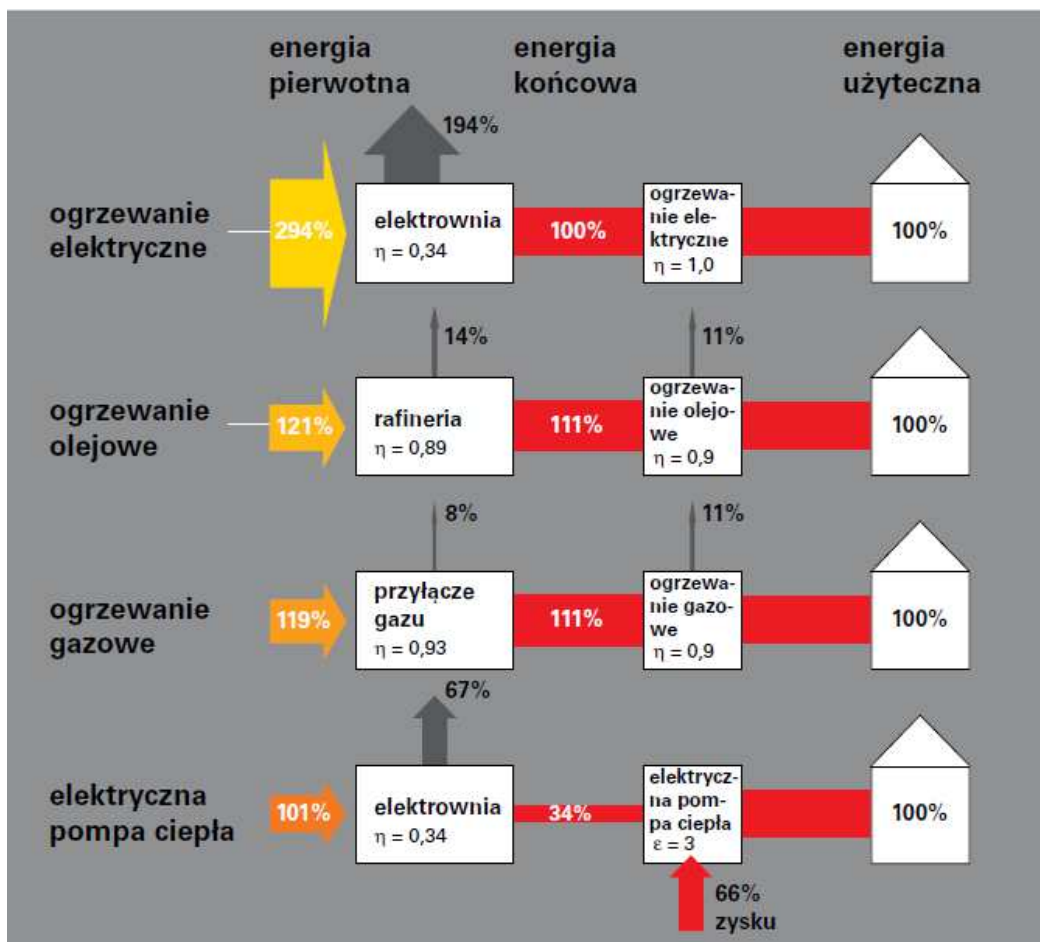 energia
pierwotna
energia
końcowa
energia
użyteczna
194%
ogrzewanie
elektryczne
294%
elektrownia
η = 0,34
100%
ogrzewa-
nie ele-
ktryczne
η = 1,0
100%
14%
11%
ogrzewanie
olejowe
121%
rafineria
η = 0,89
111%
ogrzewa-
nie olejo-
we
η = 0,9
100%
8%
11%
ogrzewanie
gazowe
119%
przyłącze
gazu
η = 0,93
111%
ogrzewa-
nie gazo-
we
η = 0,9
100%
67%
elektryczna
pompa ciepła
101%
elektrownia
η = 0,34
34%
elektrycz-
na pom-
pa ciepła
ε = 3
100%
66%
zysku